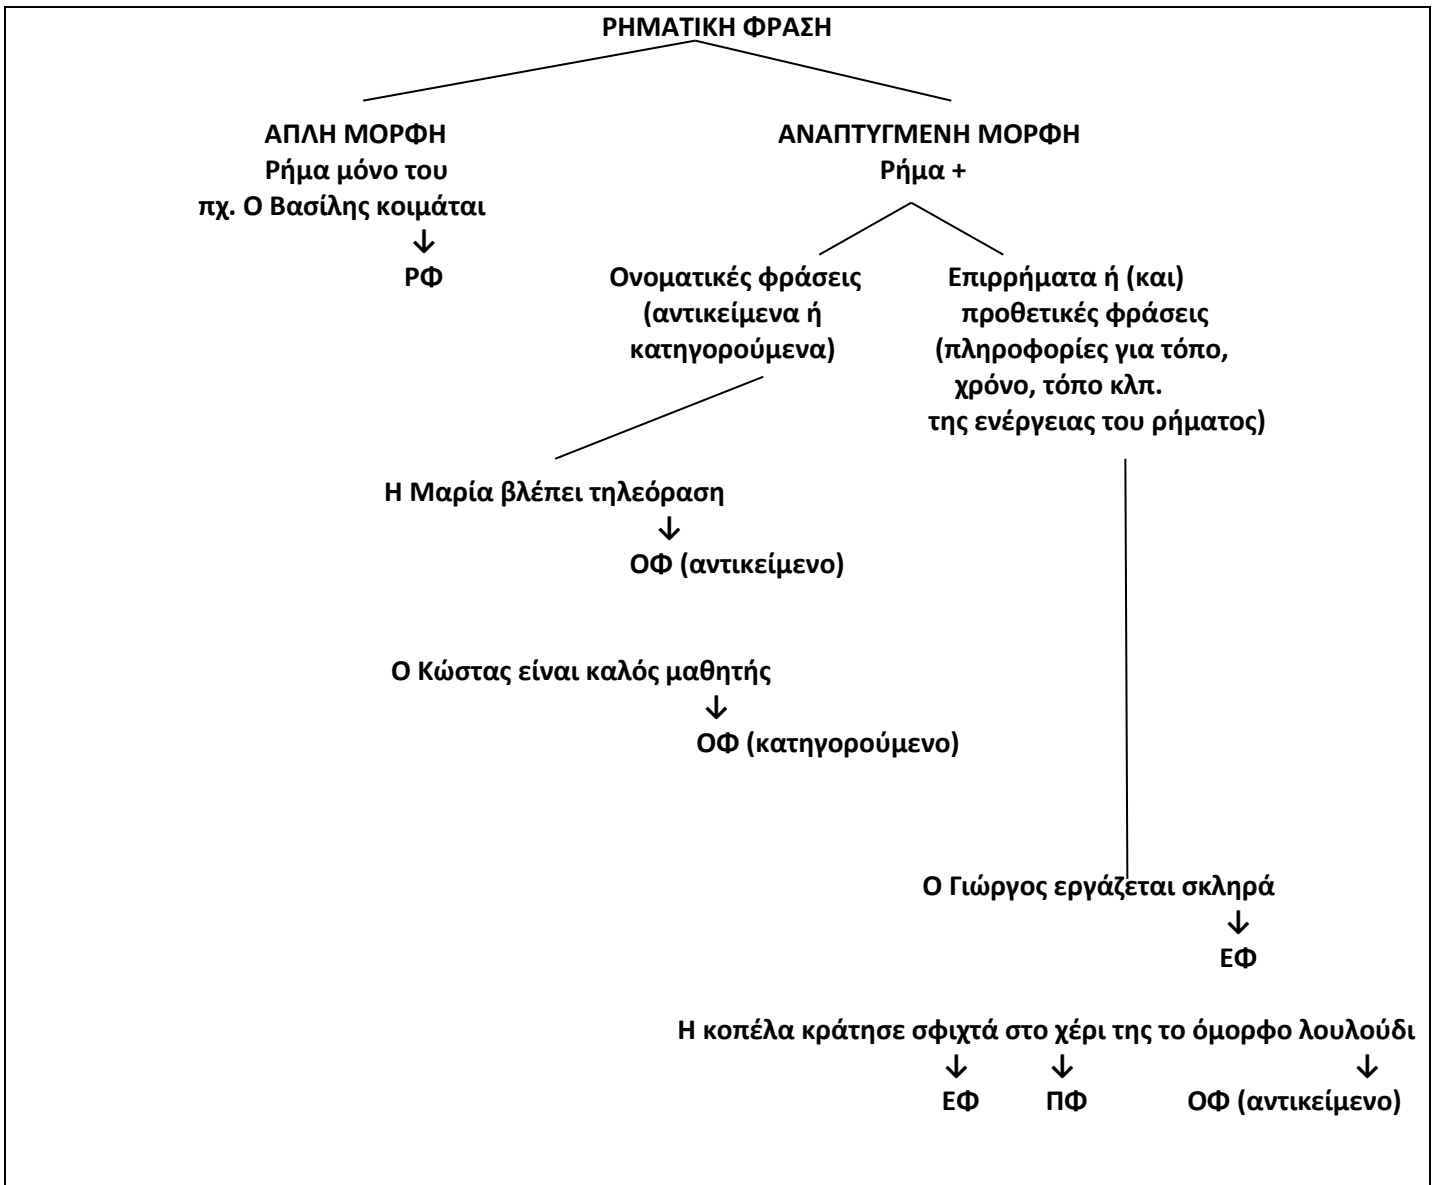 ΡΗΜΑΤΙΚΗ ΦΡΑΣΗ
ΑΠΛΗ ΜΟΡΦΗ
Ρήμα μόνο του
πχ. Ο Βασίλης κοιμάται
↓
ΡΦ
ΑΝΑΠΤΥΓΜΕΝΗ ΜΟΡΦΗ
Ρήμα +
Ονοματικές φράσεις
(αντικείμενα ή
κατηγορούμενα)
Επιρρήματα ή (και)
προθετικές φράσεις
(πληροφορίες για τόπο,
χρόνο, τόπο κλπ.
της ενέργειας του ρήματος)
Η Μαρία βλέπει τηλεόραση
↓
ΟΦ (αντικείμενο)
Ο Κώστας είναι καλός μαθητής
↓
ΟΦ (κατηγορούμενο)
Ο Γιώργος εργάζεται σκληρά
↓
ΕΦ
Η κοπέλα κράτησε σφιχτά στο χέρι της το όμορφο λουλούδι
↓ ↓ ↓
ΕΦ ΠΦ ΟΦ (αντικείμενο)